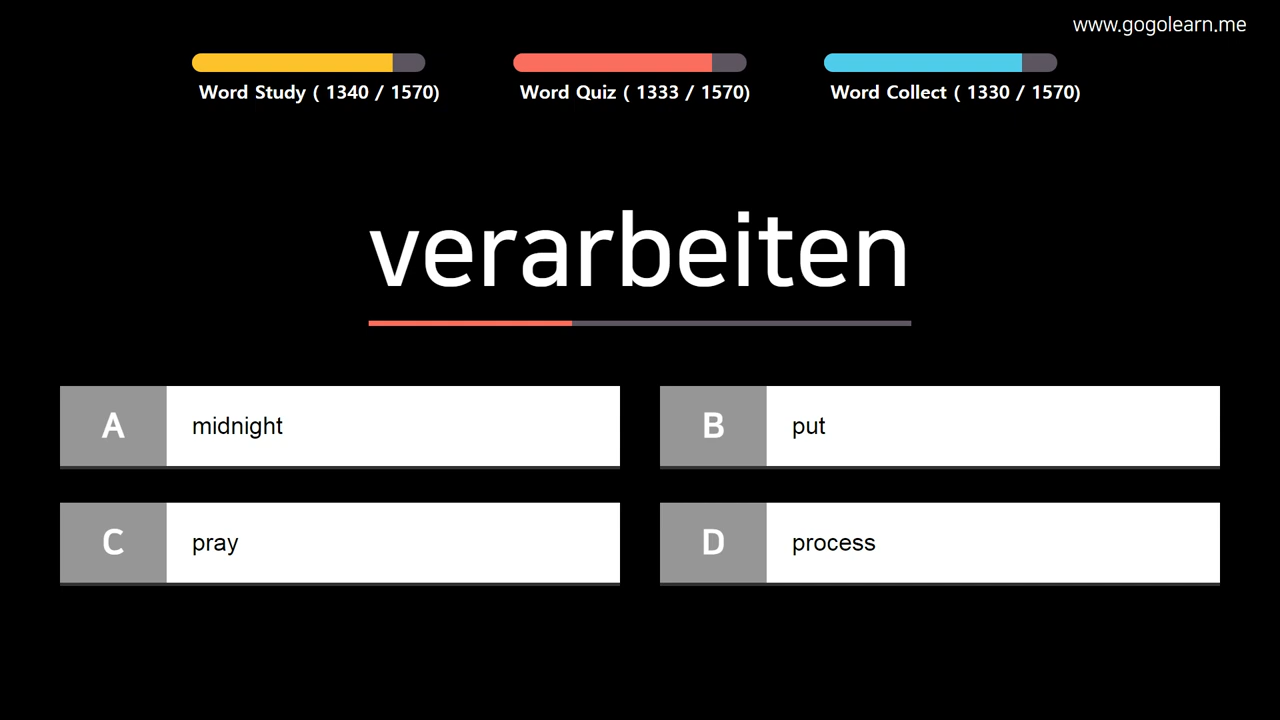 www.gogolearn.me
Word Study ( 1340 / 1570)
Word Quiz ( 1333 / 1570)
Word Collect ( 1330 / 1570)
verarbeiten
A midnight
B put
C pray
D process